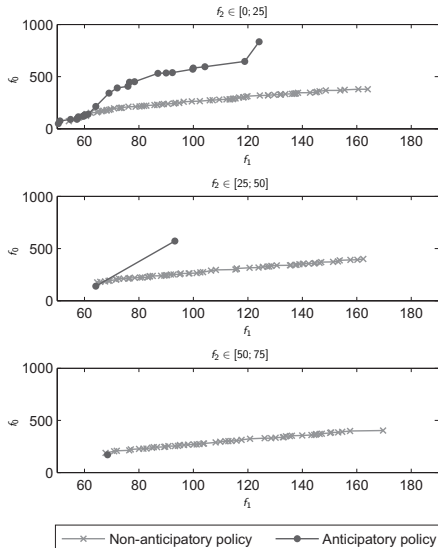 f₂ ∈ [0; 25]
1000
500
0
f₀
60 80 100 120 140 160 180
f₁
f₂ ∈ [25; 50]
1000
500
0
f₀
60 80 100 120 140 160 180
f₁
f₂ ∈ [50; 75]
1000
500
0
f₀
60 80 100 120 140 160 180
f₁
Non-anticipatory policy Anticipatory policy